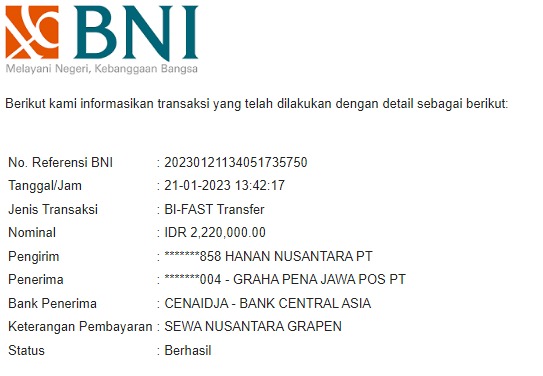 BNI
Melayani Negeri, Kebanggaan Bangsa
Berikut kami informasikan transaksi yang telah dilakukan dengan detail sebagai berikut:
No. Referensi BNI : 20230121134051735750
Tanggal/Jam : 21-01-2023 13:42:17
Jenis Transaksi : BI-FAST Transfer
Nominal : IDR 2,220,000.00
Pengirim : *******858 HANAN NUSANTARA PT
Penerima : *******004 - GRAHA PENA JAWA POS PT
Bank Penerima : CENAIDJA - BANK CENTRAL ASIA
Keterangan Pembayaran : SEWA NUSANTARA GRAPEN
Status : Berhasil